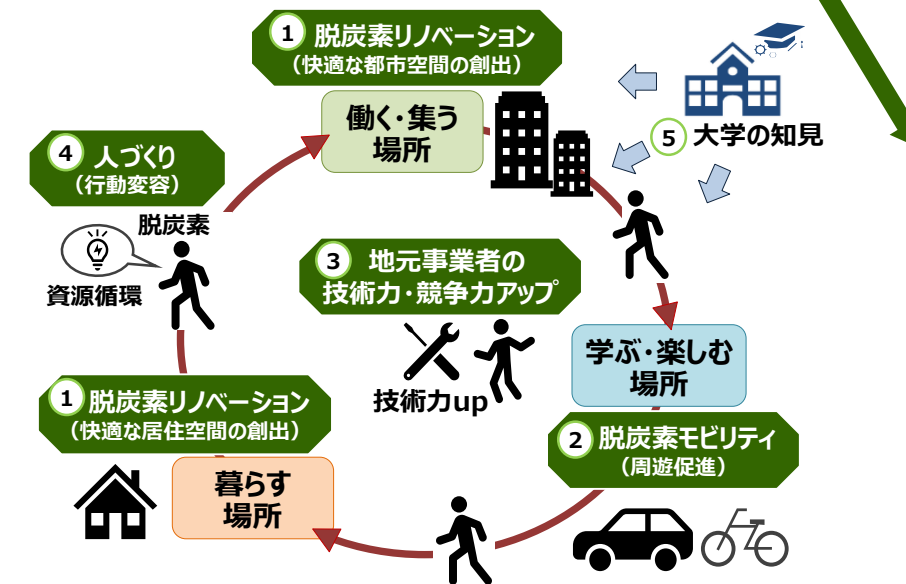 ① 脱炭素リノベーション
（快適な都市空間の創出）
働く・集う
場所
⑤ 大学の知見
④ 人づくり
（行動変容）
脱炭素
資源循環
③ 地元事業者の
技術力・競争力アップ
技術力up
学ぶ・楽しむ
場所
① 脱炭素リノベーション
（快適な居住空間の創出）
② 脱炭素モビリティ
（周遊促進）
暮らす
場所